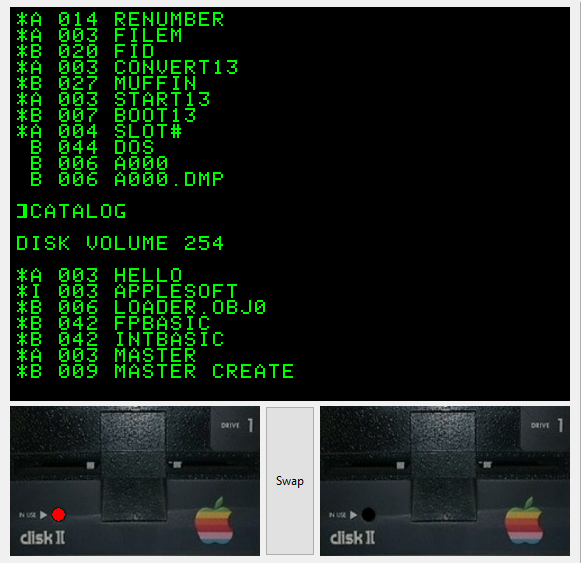 *A 014 RENUMBER
*A 003 FILEM
*B 020 FID
*A 003 CONVERT13
*B 027 MUFFIN
*A 003 START13
*B 007 BOOT13
*A 004 SLOT#
 B 044 DOS
 B 006 A000
 B 006 A000.DMP
]CATALOG
DISK VOLUME 254
*A 003 HELLO
*I 003 APPLESOFT
*B 006 LOADER.OBJ0
*B 042 FPBASIC
*B 042 INTBASIC
*A 003 MASTER
*B 009 MASTER CREATE
DRIVE 1
IN USE
disk ][
Swap
DRIVE 1
IN USE
disk ][